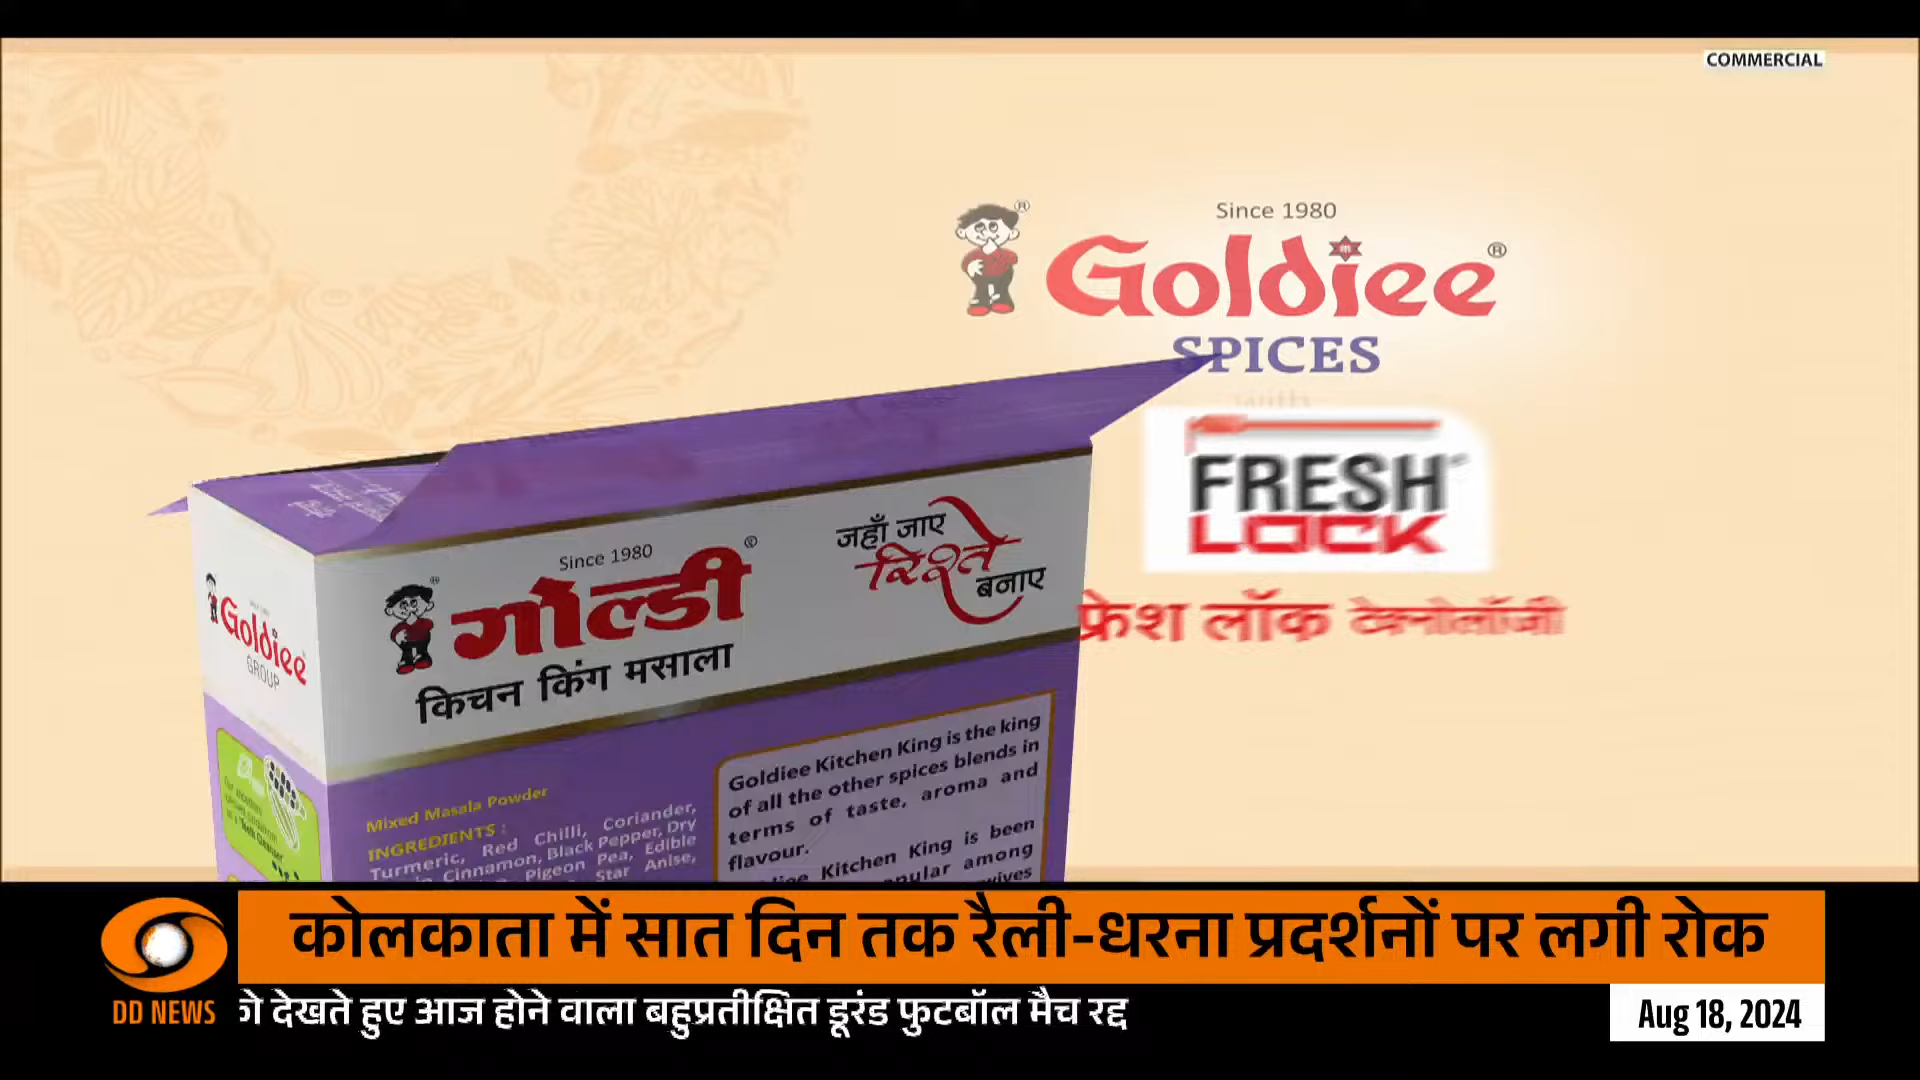 COMMERCIAL
Since 1980
Goldiee
SPICES
with
FRESH
LOCK
फ्रेश लॉक टेक्नोलॉजी
Since 1980
गोल्डी
किचन किंग मसाला
जहाँ जाए
रिश्ते
बनाए
Goldiee
GROUP
Mixed Masala Powder
INGREDIENTS :
Turmeric, Red Chilli, Coriander,
Cinnamon, Black Pepper, Dry
Pigeon Pea, Edible
Star Anise,
Goldiee Kitchen King is the king
of all the other spices blends in
terms of taste, aroma and
flavour.
Kitchen King is been
among
कोलकाता में सात दिन तक रैली-धरना प्रदर्शनों पर लगी रोक
DD NEWS
को देखते हुए आज होने वाला बहुप्रतीक्षित डूरंड फुटबॉल मैच रद्द
Aug 18, 2024